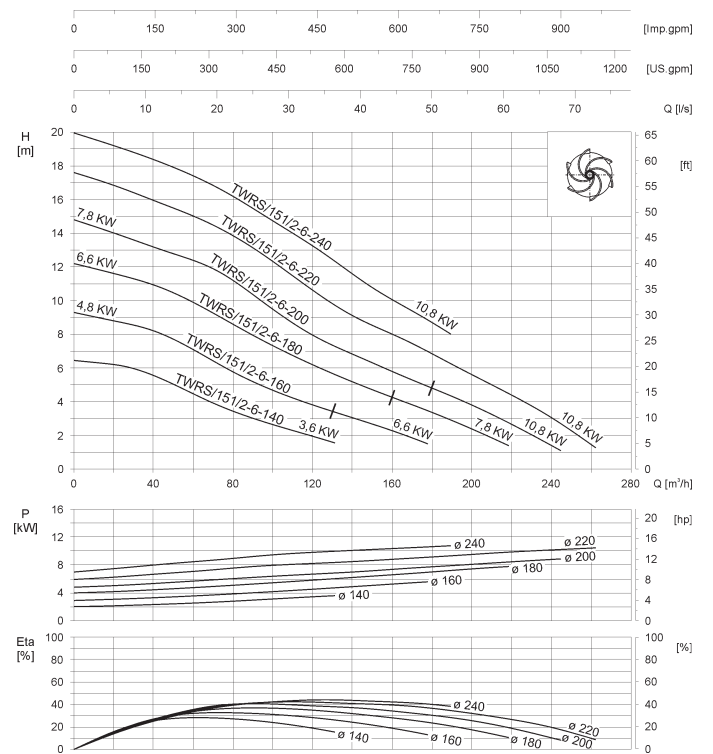 0 150 300 450 600 750 900 [Imp.gpm]
0 150 300 450 600 750 900 1050 1200 [US.gpm]
0 10 20 30 40 50 60 70 Q [l/s]
H
[m]
20
18
16
14
12
10
8
6
4
2
0
65
60
55
50
45
40
35
30
25
20
15
10
5
0
[ft]
TWRS/151/2-6-240
10,8 KW
TWRS/151/2-6-220
10,8 KW
7,8 KW
TWRS/151/2-6-200
10,8 KW
6,6 KW
TWRS/151/2-6-180
7,8 KW
4,8 KW
TWRS/151/2-6-160
6,6 KW
TWRS/151/2-6-140
3,6 KW
0 40 80 120 160 200 240 280 Q [m³/h]
P
[kW]
16
12
8
4
0
20
16
12
8
4
0
[hp]
ø 240
ø 220
ø 200
ø 180
ø 160
ø 140
Eta
[%]
100
80
60
40
20
0
100
80
60
40
20
0
[%]
ø 240
ø 220
ø 200
ø 180
ø 160
ø 140